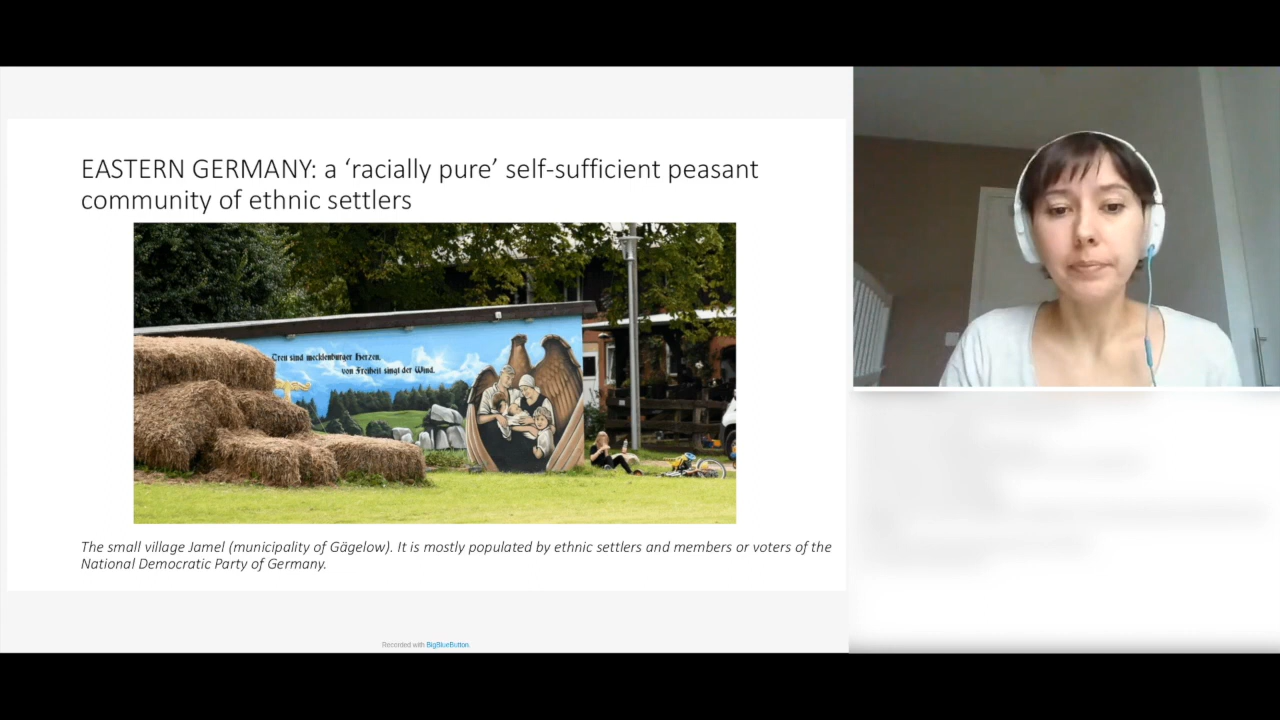 EASTERN GERMANY: a ‘racially pure’ self-sufficient peasant
community of ethnic settlers
Treu sind mecklenburger Herzen,
von Freiheit singt der Wind.
The small village Jamel (municipality of Gägelow). It is mostly populated by ethnic settlers and members or voters of the
National Democratic Party of Germany.
Recorded with BigBlueButton.